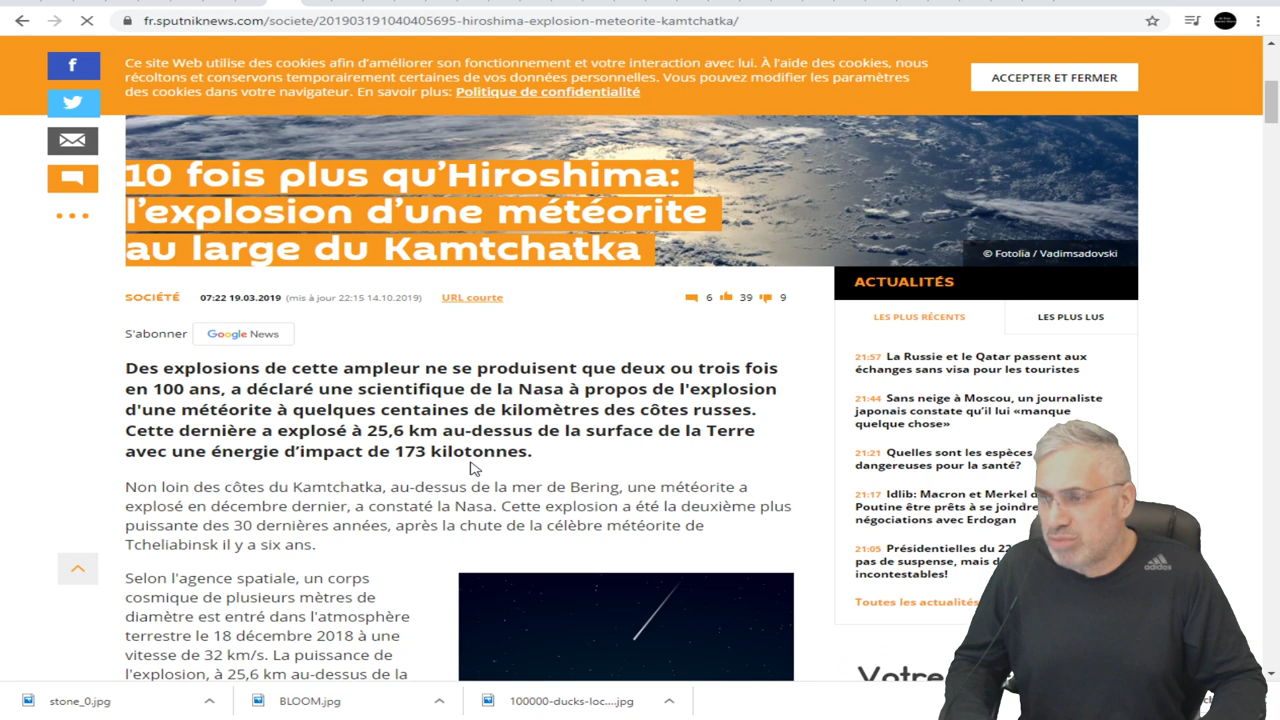 fr.sputniknews.com/societe/201903191040405695-hiroshima-explosion-meteorite-kamtchatka/
Ce site Web utilise des cookies afin d'améliorer son fonctionnement et votre interaction avec lui. À l'aide des cookies, nous
récoltons et conservons temporairement certaines de vos données personnelles. Vous pouvez modifier les paramètres
des cookies dans votre navigateur. En savoir plus: Politique de confidentialité
ACCEPTER ET FERMER
10 fois plus qu'Hiroshima:
l'explosion d'une météorite
au large du Kamtchatka
© Fotolia / Vadimsadovski
SOCIÉTÉ 07:22 19.03.2019 (mis à jour 22:15 14.10.2019) URL courte 6 39 9
S'abonner Google News
Des explosions de cette ampleur ne se produisent que deux ou trois fois
en 100 ans, a déclaré une scientifique de la Nasa à propos de l'explosion
d'une météorite à quelques centaines de kilomètres des côtes russes.
Cette dernière a explosé à 25,6 km au-dessus de la surface de la Terre
avec une énergie d'impact de 173 kilotonnes.
Non loin des côtes du Kamtchatka, au-dessus de la mer de Bering, une météorite a
explosé en décembre dernier, a constaté la Nasa. Cette explosion a été la deuxième plus
puissante des 30 dernières années, après la chute de la célèbre météorite de
Tcheliabinsk il y a six ans.
Selon l'agence spatiale, un corps
cosmique de plusieurs mètres de
diamètre est entré dans l'atmosphère
terrestre le 18 décembre 2018 à une
vitesse de 32 km/s. La puissance de
l'explosion, à 25,6 km au-dessus de la
ACTUALITÉS
LES PLUS RÉCENTS LES PLUS LUS
21:57 La Russie et le Qatar passent aux
échanges sans visa pour les touristes
21:44 Sans neige à Moscou, un journaliste
japonais constate qu'il lui «manque
quelque chose»
21:21 Quelles sont les espèces
dangereuses pour la santé?
21:17 Idlib: Macron et Merkel
Poutine être prêts à se joindre
négociations avec Erdogan
21:05 Présidentielles du
pas de suspense, mais
incontestables!
Toutes les actualités
Votre
stone_0.jpg
BLOOM.jpg
100000-ducks-loc....jpg
adidas